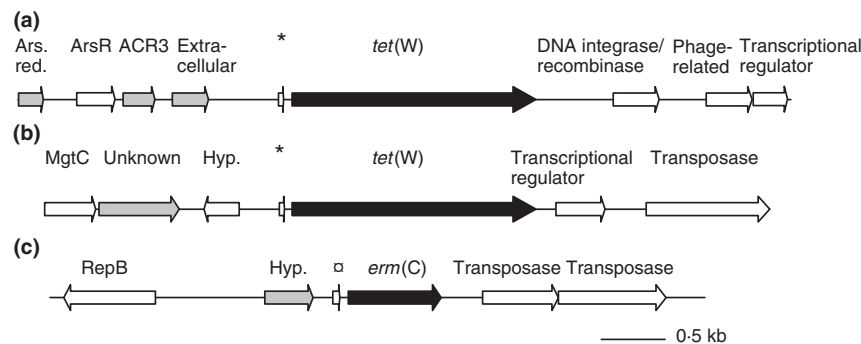 (a)
Ars. red.
ArsR
ACR3
Extra-
cellular
*
tet(W)
DNA integrase/
recombinase
Phage-
related
Transcriptional
regulator
(b)
MgtC
Unknown
Hyp.
*
tet(W)
Transcriptional
regulator
Transposase
(c)
RepB
Hyp.
¤
erm(C)
Transposase
Transposase
0·5 kb